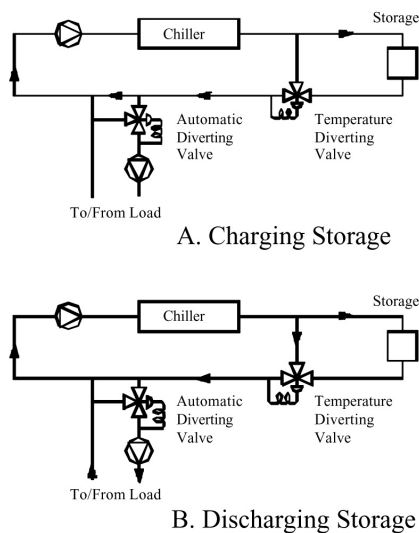 Storage
Chiller
Automatic
Diverting
Valve
Temperature
Diverting
Valve
To/From Load
A. Charging Storage
Storage
Chiller
Automatic
Diverting
Valve
Temperature
Diverting
Valve
To/From Load
B. Discharging Storage